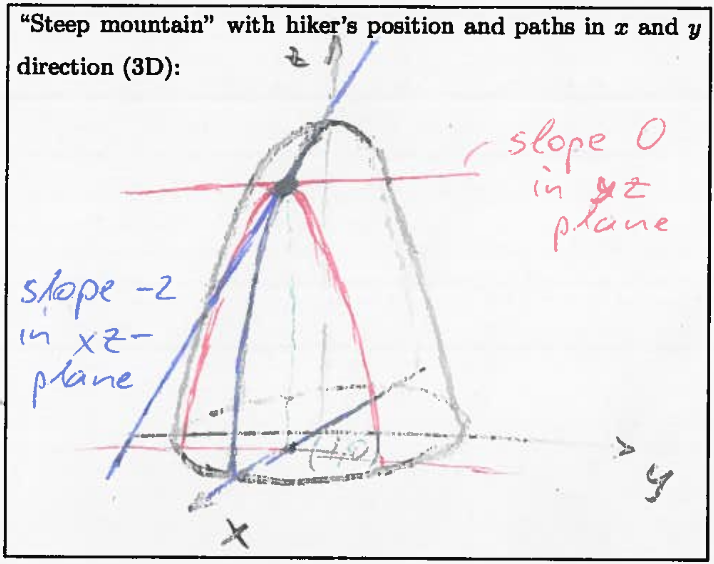 “Steep mountain” with hiker’s position and paths in x and y
direction (3D):
z
slope 0
in yz
plane
slope -2
in xz-
plane
(1,0)
y
x